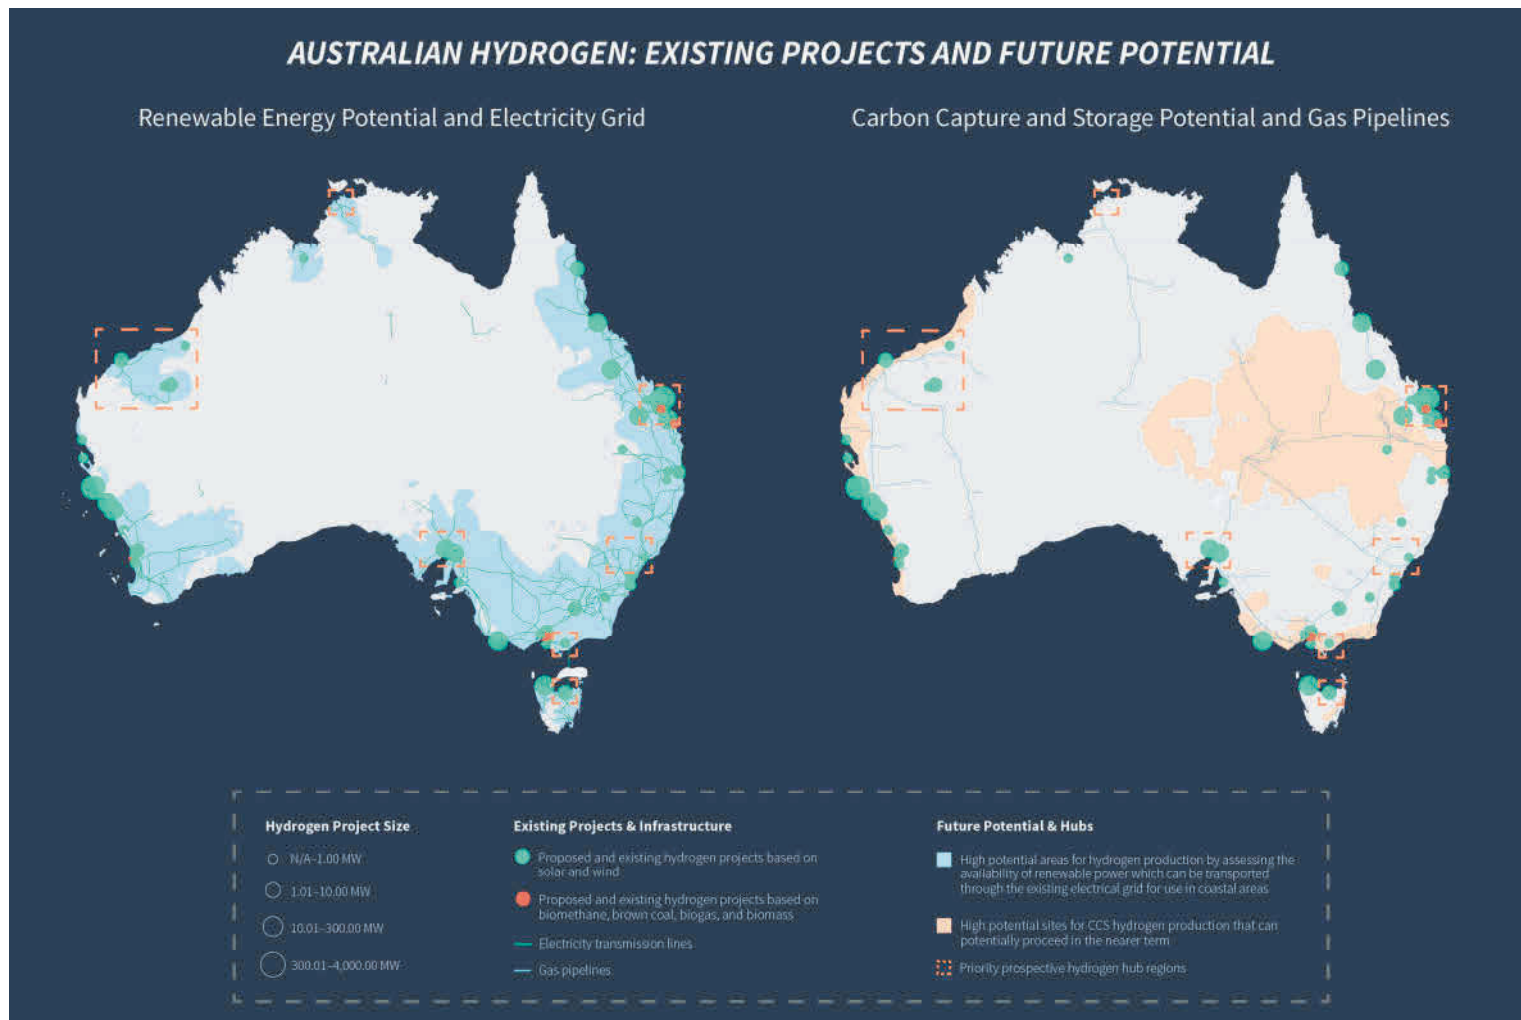 AUSTRALIAN HYDROGEN: EXISTING PROJECTS AND FUTURE POTENTIAL
Renewable Energy Potential and Electricity Grid
Carbon Capture and Storage Potential and Gas Pipelines
Hydrogen Project Size
N/A–1.00 MW
1.01–10.00 MW
10.01–300.00 MW
300.01–4,000.00 MW
Existing Projects & Infrastructure
Proposed and existing hydrogen projects based on
solar and wind
Proposed and existing hydrogen projects based on
biomethane, brown coal, biogas, and biomass
Electricity transmission lines
Gas pipelines
Future Potential & Hubs
High potential areas for hydrogen production by assessing the
availability of renewable power which can be transported
through the existing electrical grid for use in coastal areas
High potential sites for CCS hydrogen production that can
potentially proceed in the nearer term
Priority prospective hydrogen hub regions